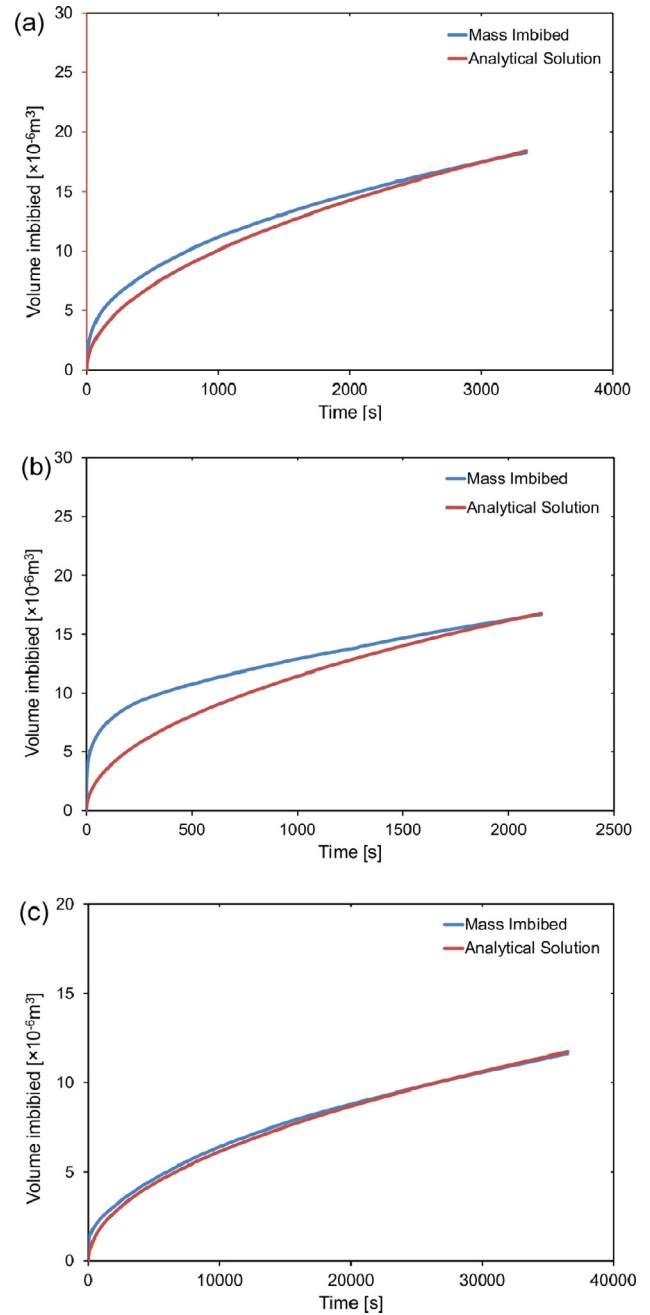 (a)
30
25
20
15
10
5
0
Volume imbibied [×10⁻⁶m³]
Mass Imbibed
Analytical Solution
0 1000 2000 3000 4000
Time [s]
(b)
30
25
20
15
10
5
0
Volume imbibied [×10⁻⁶m³]
Mass Imbibed
Analytical Solution
0 500 1000 1500 2000 2500
Time [s]
(c)
20
15
10
5
0
Volume imbibied [×10⁻⁶m³]
Mass Imbibed
Analytical Solution
0 10000 20000 30000 40000
Time [s]